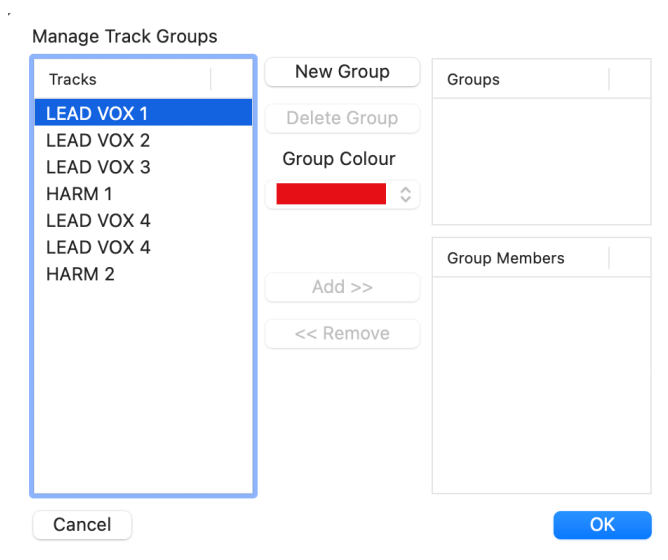 Manage Track Groups
Tracks
LEAD VOX 1
LEAD VOX 2
LEAD VOX 3
HARM 1
LEAD VOX 4
LEAD VOX 4
HARM 2
New Group
Delete Group
Group Colour
Add >>
<< Remove
Groups
Group Members
Cancel
OK